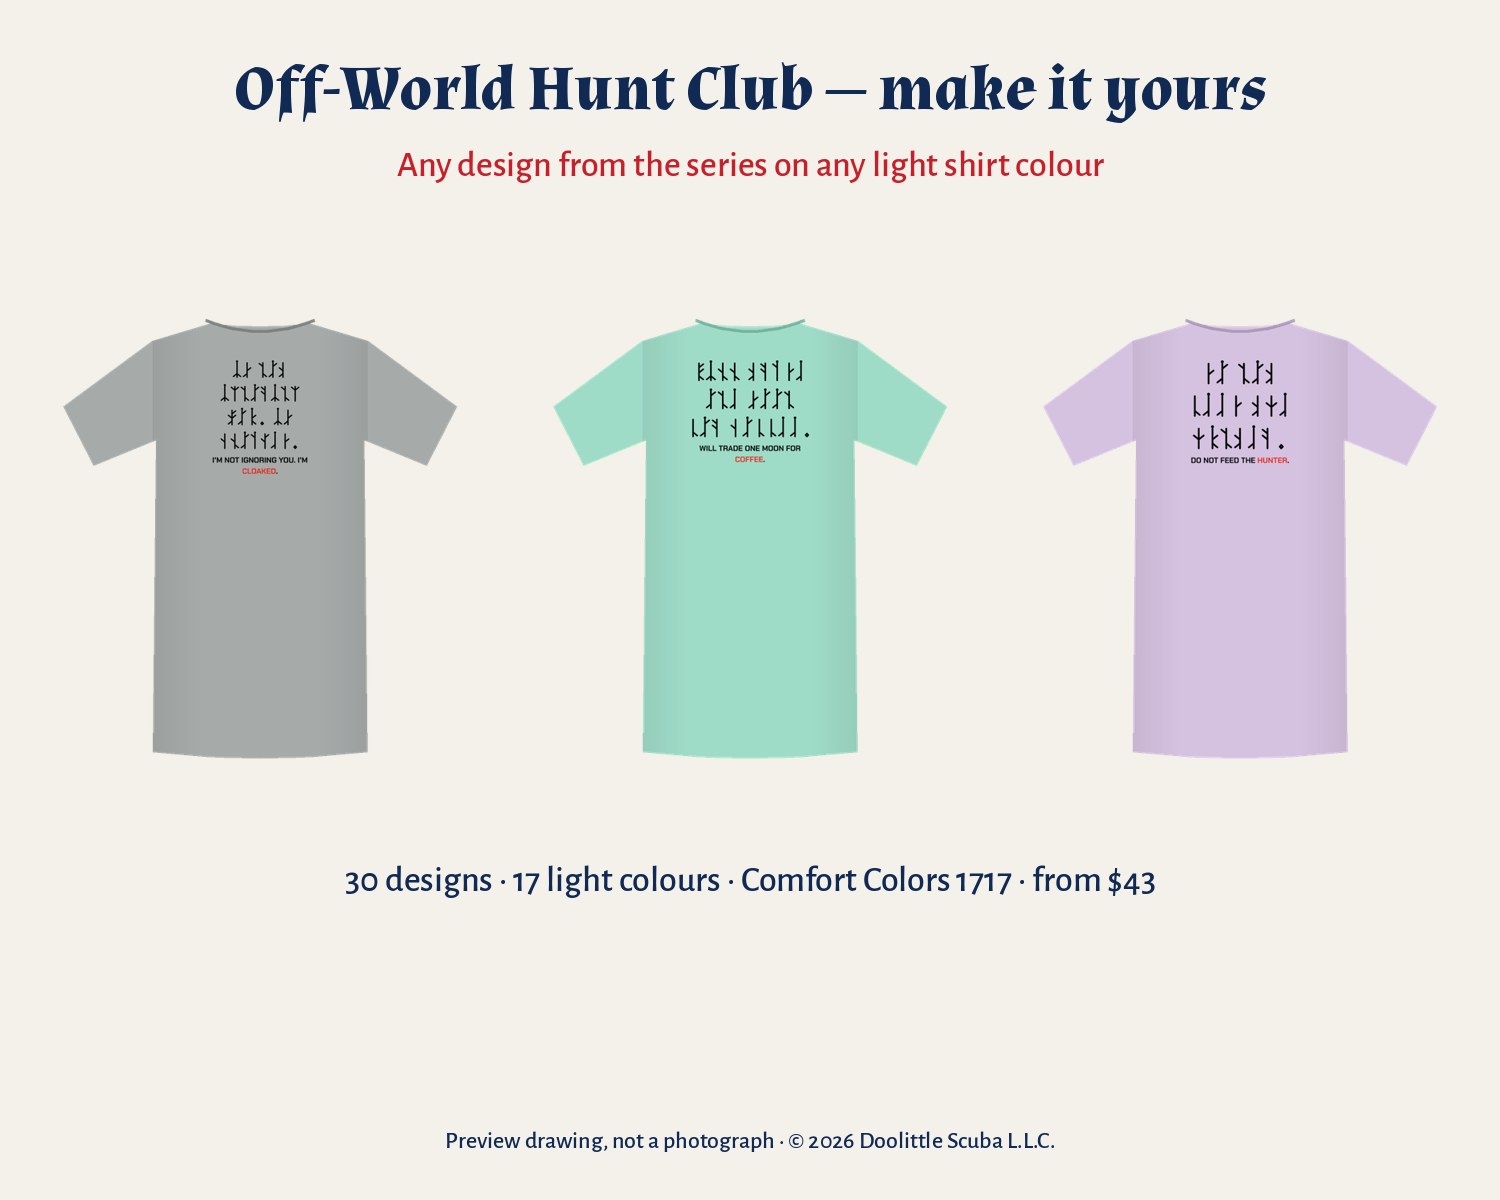 Off-World Hunt Club — make it yours
Any design from the series on any light shirt colour
I'M NOT IGNORING YOU. I'M
CLOAKED.
WILL TRADE ONE MOON FOR
COFFEE.
DO NOT FEED THE HUNTER.
30 designs · 17 light colours · Comfort Colors 1717 · from $43
Preview drawing, not a photograph · © 2026 Doolittle Scuba L.L.C.